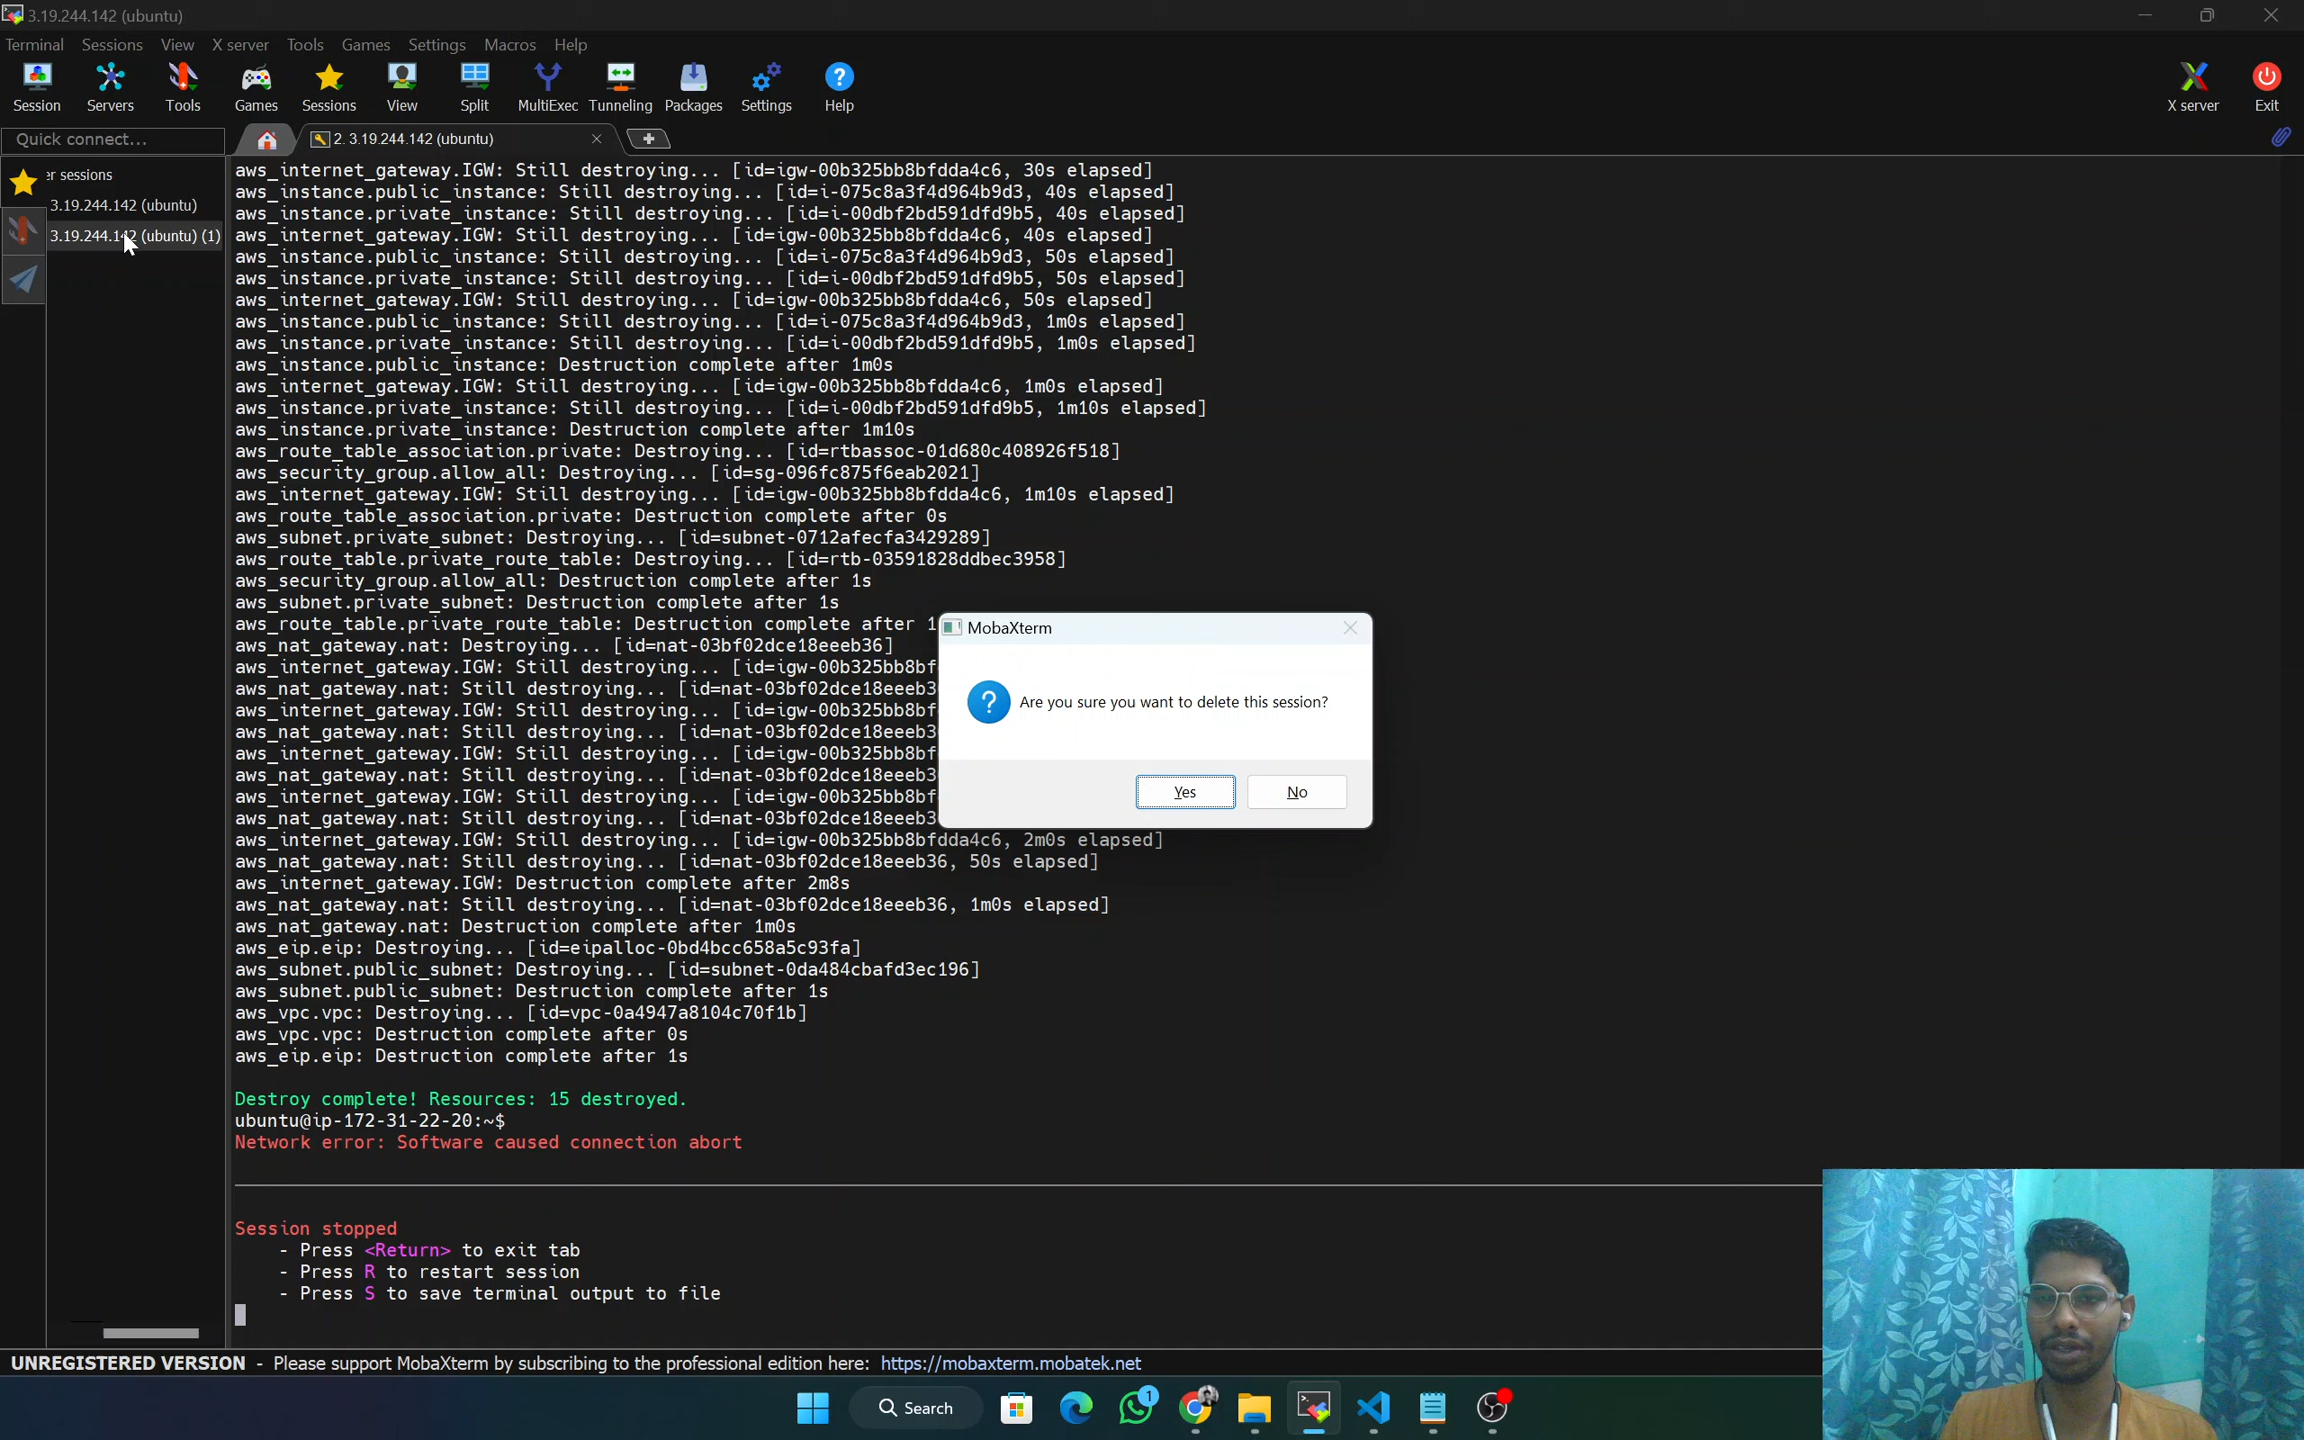 3.19.244.142 (ubuntu)
Terminal Sessions View X server Tools Games Settings Macros Help
Session Servers Tools Games Sessions View Split MultiExec Tunneling Packages Settings Help X server Exit
Quick connect...
2. 3.19.244.142 (ubuntu)
er sessions
3.19.244.142 (ubuntu)
3.19.244.142 (ubuntu) (1)
aws_internet_gateway.IGW: Still destroying... [id=igw-00b325bb8bfdda4c6, 30s elapsed]
aws_instance.public_instance: Still destroying... [id=i-075c8a3f4d964b9d3, 40s elapsed]
aws_instance.private_instance: Still destroying... [id=i-00dbf2bd591dfd9b5, 40s elapsed]
aws_internet_gateway.IGW: Still destroying... [id=igw-00b325bb8bfdda4c6, 40s elapsed]
aws_instance.public_instance: Still destroying... [id=i-075c8a3f4d964b9d3, 50s elapsed]
aws_instance.private_instance: Still destroying... [id=i-00dbf2bd591dfd9b5, 50s elapsed]
aws_internet_gateway.IGW: Still destroying... [id=igw-00b325bb8bfdda4c6, 50s elapsed]
aws_instance.public_instance: Still destroying... [id=i-075c8a3f4d964b9d3, 1m0s elapsed]
aws_instance.private_instance: Still destroying... [id=i-00dbf2bd591dfd9b5, 1m0s elapsed]
aws_instance.public_instance: Destruction complete after 1m0s
aws_internet_gateway.IGW: Still destroying... [id=igw-00b325bb8bfdda4c6, 1m0s elapsed]
aws_instance.private_instance: Still destroying... [id=i-00dbf2bd591dfd9b5, 1m10s elapsed]
aws_instance.private_instance: Destruction complete after 1m10s
aws_route_table_association.private: Destroying... [id=rtbassoc-01d680c408926f518]
aws_security_group.allow_all: Destroying... [id=sg-096fc875f6eab2021]
aws_internet_gateway.IGW: Still destroying... [id=igw-00b325bb8bfdda4c6, 1m10s elapsed]
aws_route_table_association.private: Destruction complete after 0s
aws_subnet.private_subnet: Destroying... [id=subnet-0712afecfa3429289]
aws_route_table.private_route_table: Destroying... [id=rtb-03591828ddbec3958]
aws_security_group.allow_all: Destruction complete after 1s
aws_subnet.private_subnet: Destruction complete after 1s
aws_route_table.private_route_table: Destruction complete after 1
aws_nat_gateway.nat: Destroying... [id=nat-03bf02dce18eeeb36]
aws_internet_gateway.IGW: Still destroying... [id=igw-00b325bb8bf
aws_nat_gateway.nat: Still destroying... [id=nat-03bf02dce18eeeb3
aws_internet_gateway.IGW: Still destroying... [id=igw-00b325bb8bf
aws_nat_gateway.nat: Still destroying... [id=nat-03bf02dce18eeeb3
aws_internet_gateway.IGW: Still destroying... [id=igw-00b325bb8bf
aws_nat_gateway.nat: Still destroying... [id=nat-03bf02dce18eeeb3
aws_internet_gateway.IGW: Still destroying... [id=igw-00b325bb8bf
aws_nat_gateway.nat: Still destroying... [id=nat-03bf02dce18eeeb3
aws_internet_gateway.IGW: Still destroying... [id=igw-00b325bb8bfdda4c6, 2m0s elapsed]
aws_nat_gateway.nat: Still destroying... [id=nat-03bf02dce18eeeb36, 50s elapsed]
aws_internet_gateway.IGW: Destruction complete after 2m8s
aws_nat_gateway.nat: Still destroying... [id=nat-03bf02dce18eeeb36, 1m0s elapsed]
aws_nat_gateway.nat: Destruction complete after 1m0s
aws_eip.eip: Destroying... [id=eipalloc-0bd4bcc658a5c93fa]
aws_subnet.public_subnet: Destroying... [id=subnet-0da484cbafd3ec196]
aws_subnet.public_subnet: Destruction complete after 1s
aws_vpc.vpc: Destroying... [id=vpc-0a4947a8104c70f1b]
aws_vpc.vpc: Destruction complete after 0s
aws_eip.eip: Destruction complete after 1s
Destroy complete! Resources: 15 destroyed.
ubuntu@ip-172-31-22-20:~$
Network error: Software caused connection abort
Session stopped
- Press <Return> to exit tab
- Press R to restart session
- Press S to save terminal output to file
MobaXterm
Are you sure you want to delete this session?
Yes No
UNREGISTERED VERSION - Please support MobaXterm by subscribing to the professional edition here: https://mobaxterm.mobatek.net
Search
1